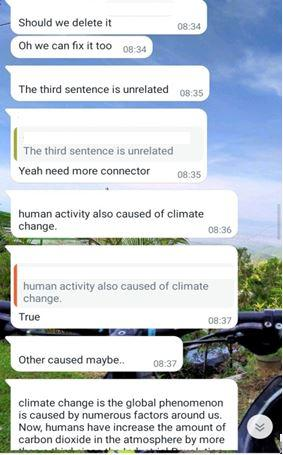 Should we delete it
08:34
Oh we can fix it too 08:34
The third sentence is unrelated 08:35
The third sentence is unrelated
Yeah need more connector
08:35
human activity also caused of climate
change.
08:36
human activity also caused of climate
change.
True
08:37
Other caused maybe.. 08:37
climate change is the global phenomenon
is caused by numerous factors around us.
Now, humans have increase the amount of
carbon dioxide in the atmosphere by more